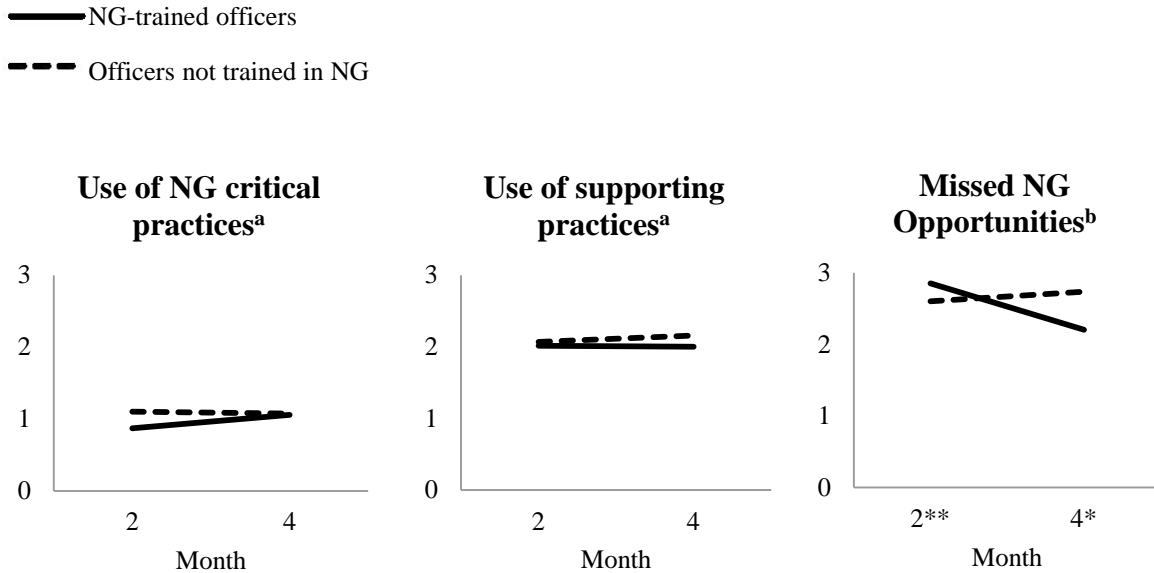 NG-trained officers
Officers not trained in NG
Use of NG critical
practicesᵃ
3
2
1
0
2 4
Month
Use of supporting
practicesᵃ
3
2
1
0
2 4
Month
Missed NG
Opportunitiesᵇ
3
2
1
0
2** 4*
Month